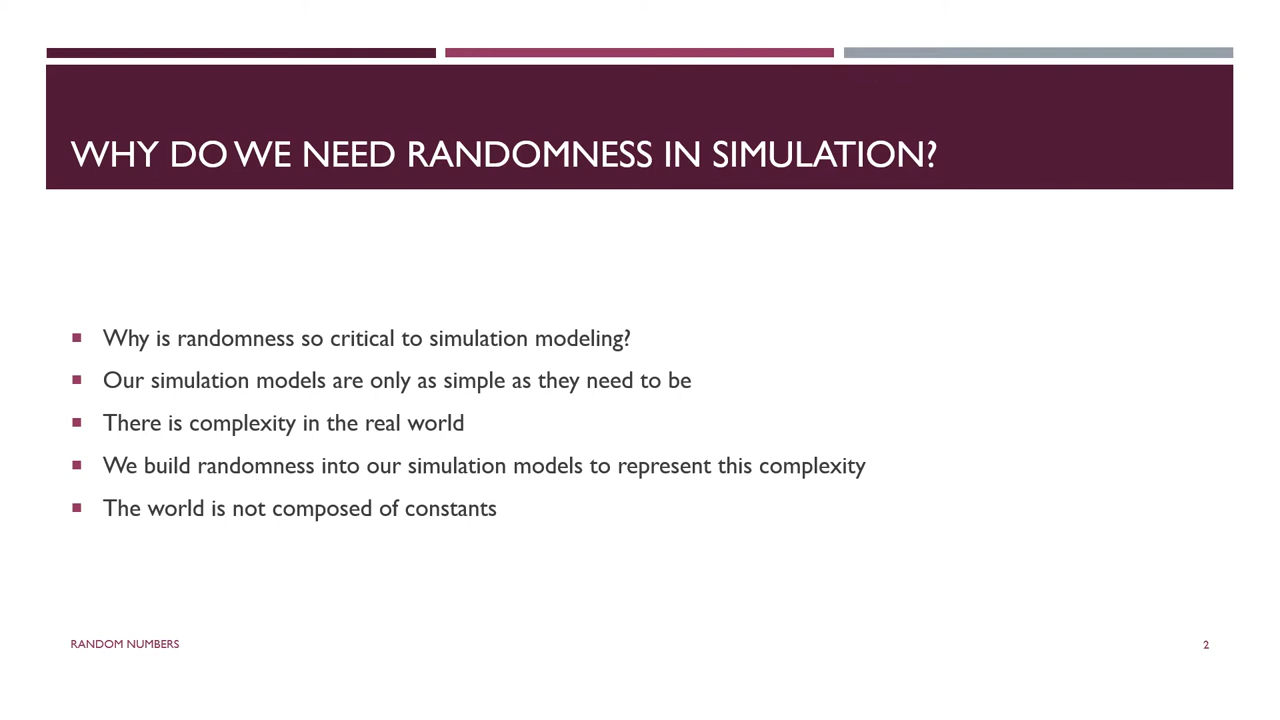 WHY DO WE NEED RANDOMNESS IN SIMULATION?
▪ Why is randomness so critical to simulation modeling?
▪ Our simulation models are only as simple as they need to be
▪ There is complexity in the real world
▪ We build randomness into our simulation models to represent this complexity
▪ The world is not composed of constants
RANDOM NUMBERS
2